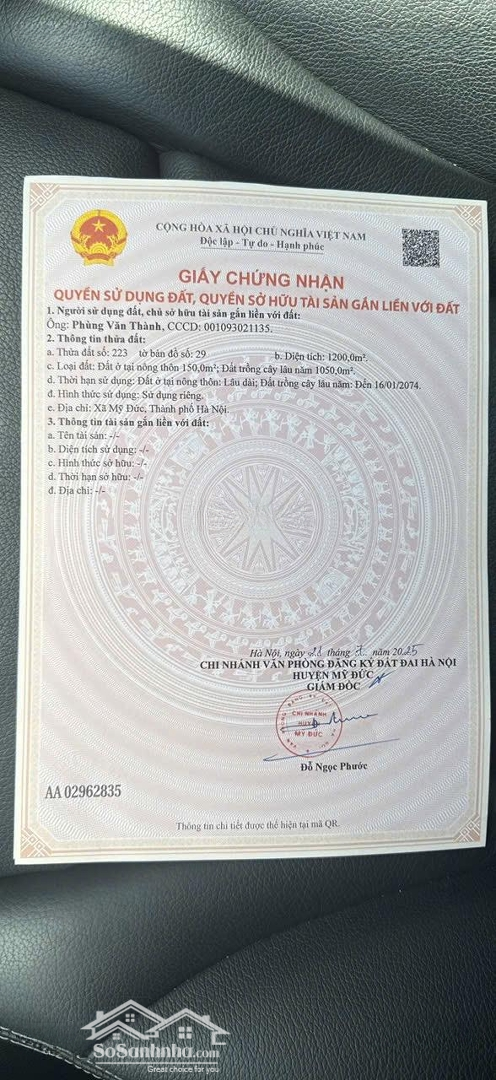 CỘNG HÒA XÃ HỘI CHỦ NGHĨA VIỆT NAM
Độc lập - Tự do - Hạnh phúc
GIẤY CHỨNG NHẬN
QUYỀN SỬ DỤNG ĐẤT, QUYỀN SỞ HỮU TÀI SẢN GẮN LIỀN VỚI ĐẤT
1. Người sử dụng đất, chủ sở hữu tài sản gắn liền với đất:
Ông: Phùng Văn Thành, CCCD: 001093021135.
2. Thông tin thửa đất:
a. Thửa đất số: 223 tờ bản đồ số: 29 b. Diện tích: 1200,0m².
c. Loại đất: Đất ở tại nông thôn 150,0m²; Đất trồng cây lâu năm 1050,0m².
d. Thời hạn sử dụng: Đất ở tại nông thôn: Lâu dài; Đất trồng cây lâu năm: Đến 16/01/2074.
đ. Hình thức sử dụng: Sử dụng riêng.
e. Địa chỉ: Xã Mỹ Đức, Thành phố Hà Nội.
3. Thông tin tài sản gắn liền với đất:
a. Tên tài sản: -/-
b. Diện tích sử dụng: -/-
c. Hình thức sở hữu: -/-
d. Thời hạn sở hữu: -/-
đ. Địa chỉ: -/-
Hà Nội, ngày tháng năm 2025
CHI NHÁNH VĂN PHÒNG ĐĂNG KÝ ĐẤT ĐAI HÀ NỘI
HUYỆN MỸ ĐỨC
GIÁM ĐỐC
CHI NHÁNH
HUYỆN
MỸ ĐỨC
Đỗ Ngọc Phước
AA 02962835
Thông tin chi tiết được thể hiện tại mã QR.
SoSanhnha.com
Great choice for you